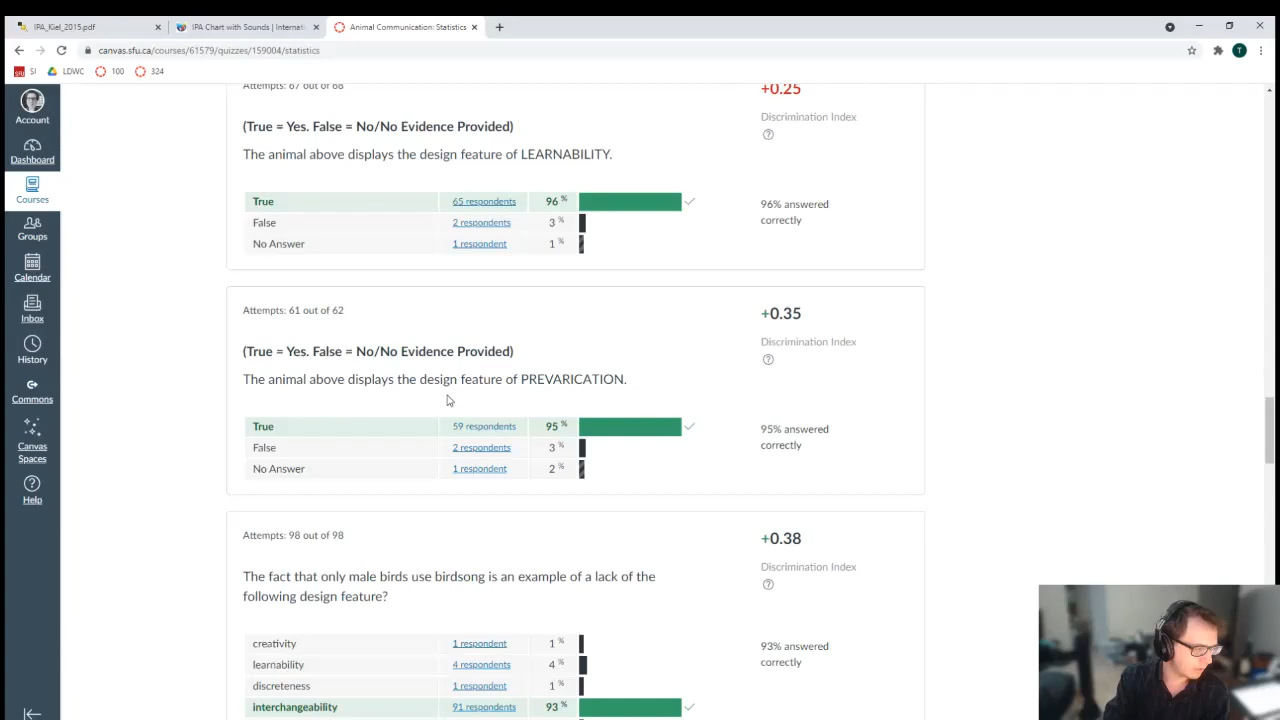 IPA_Kiel_2015.pdf
IPA Chart with Sounds | Internati
Animal Communication: Statistics
canvas.sfu.ca/courses/61579/quizzes/159004/statistics
T
SFU SI LDWC 100 324
Account
Dashboard
Courses
Groups
Calendar
Inbox
History
Commons
Canvas
Spaces
Help
Attempts: 67 out of 68
+0.25
Discrimination Index
(True = Yes. False = No/No Evidence Provided)
The animal above displays the design feature of LEARNABILITY.
True 65 respondents 96 %
False 2 respondents 3 %
No Answer 1 respondent 1 %
96% answered
correctly
Attempts: 61 out of 62
+0.35
Discrimination Index
(True = Yes. False = No/No Evidence Provided)
The animal above displays the design feature of PREVARICATION.
True 59 respondents 95 %
False 2 respondents 3 %
No Answer 1 respondent 2 %
95% answered
correctly
Attempts: 98 out of 98
+0.38
Discrimination Index
The fact that only male birds use birdsong is an example of a lack of the
following design feature?
creativity 1 respondent 1 %
learnability 4 respondents 4 %
discreteness 1 respondent 1 %
interchangeability 91 respondents 93 %
93% answered
correctly